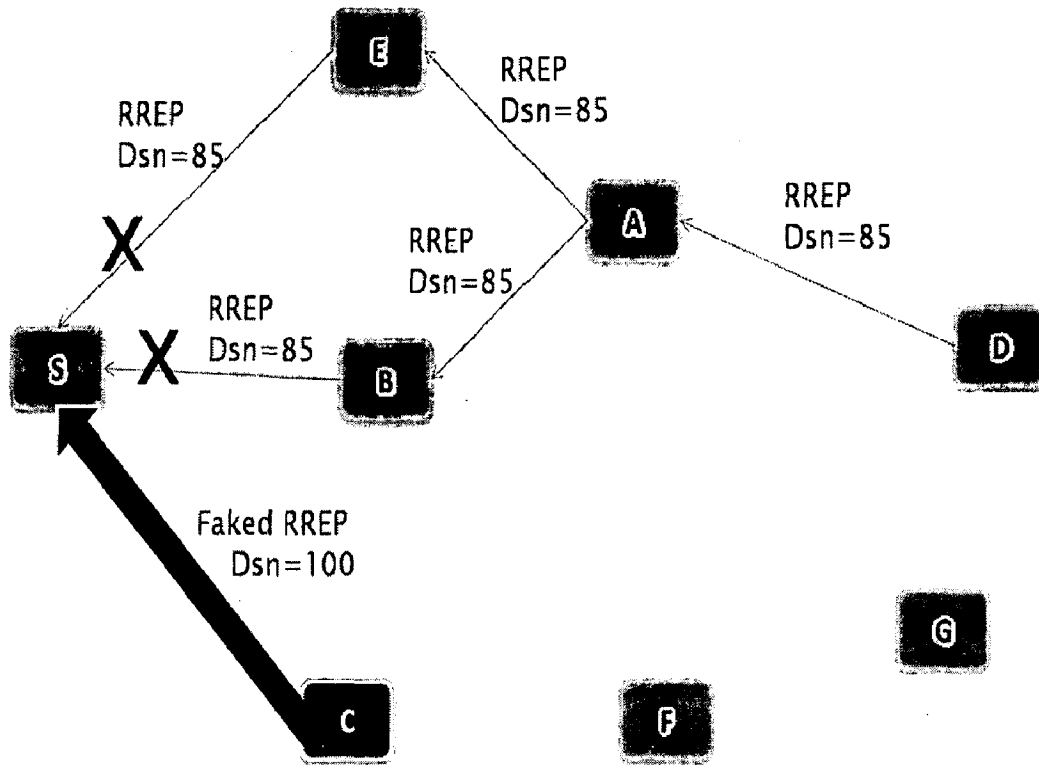 E
RREP
Dsn=85
RREP
Dsn=85
A
RREP
Dsn=85
RREP
Dsn=85
RREP
Dsn=85
X
X
S
B
D
Faked RREP
Dsn=100
G
C
F